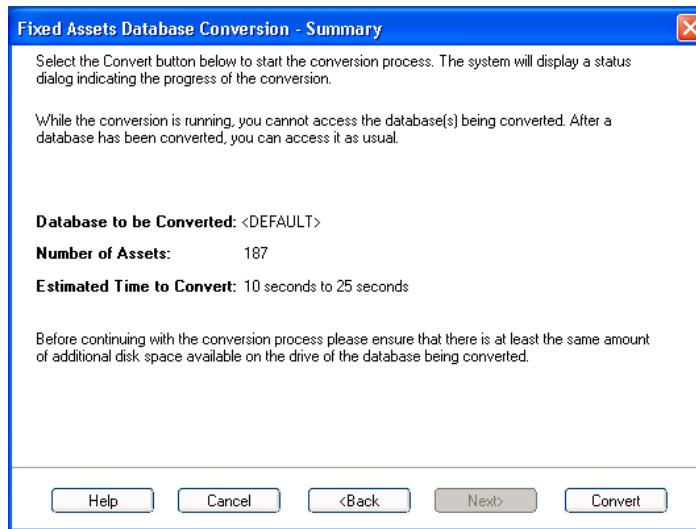 Fixed Assets Database Conversion - Summary
Select the Convert button below to start the conversion process. The system will display a status
dialog indicating the progress of the conversion.
While the conversion is running, you cannot access the database(s) being converted. After a
database has been converted, you can access it as usual.
Database to be Converted: <DEFAULT>
Number of Assets: 187
Estimated Time to Convert: 10 seconds to 25 seconds
Before continuing with the conversion process please ensure that there is at least the same amount
of additional disk space available on the drive of the database being converted.
Help Cancel <Back Next> Convert